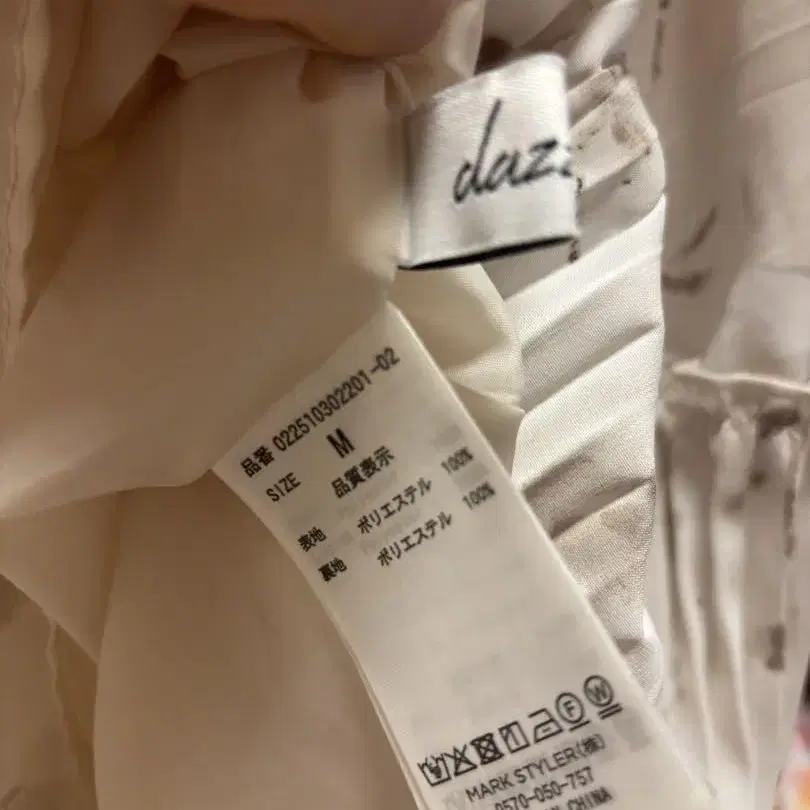 daz
品番 022510302201-02
SIZE M
品質表示
表地 ポリエステル 100%
裏地 ポリエステル 100%
F W
MARK STYLER(株)
0570-050-757
CHINA